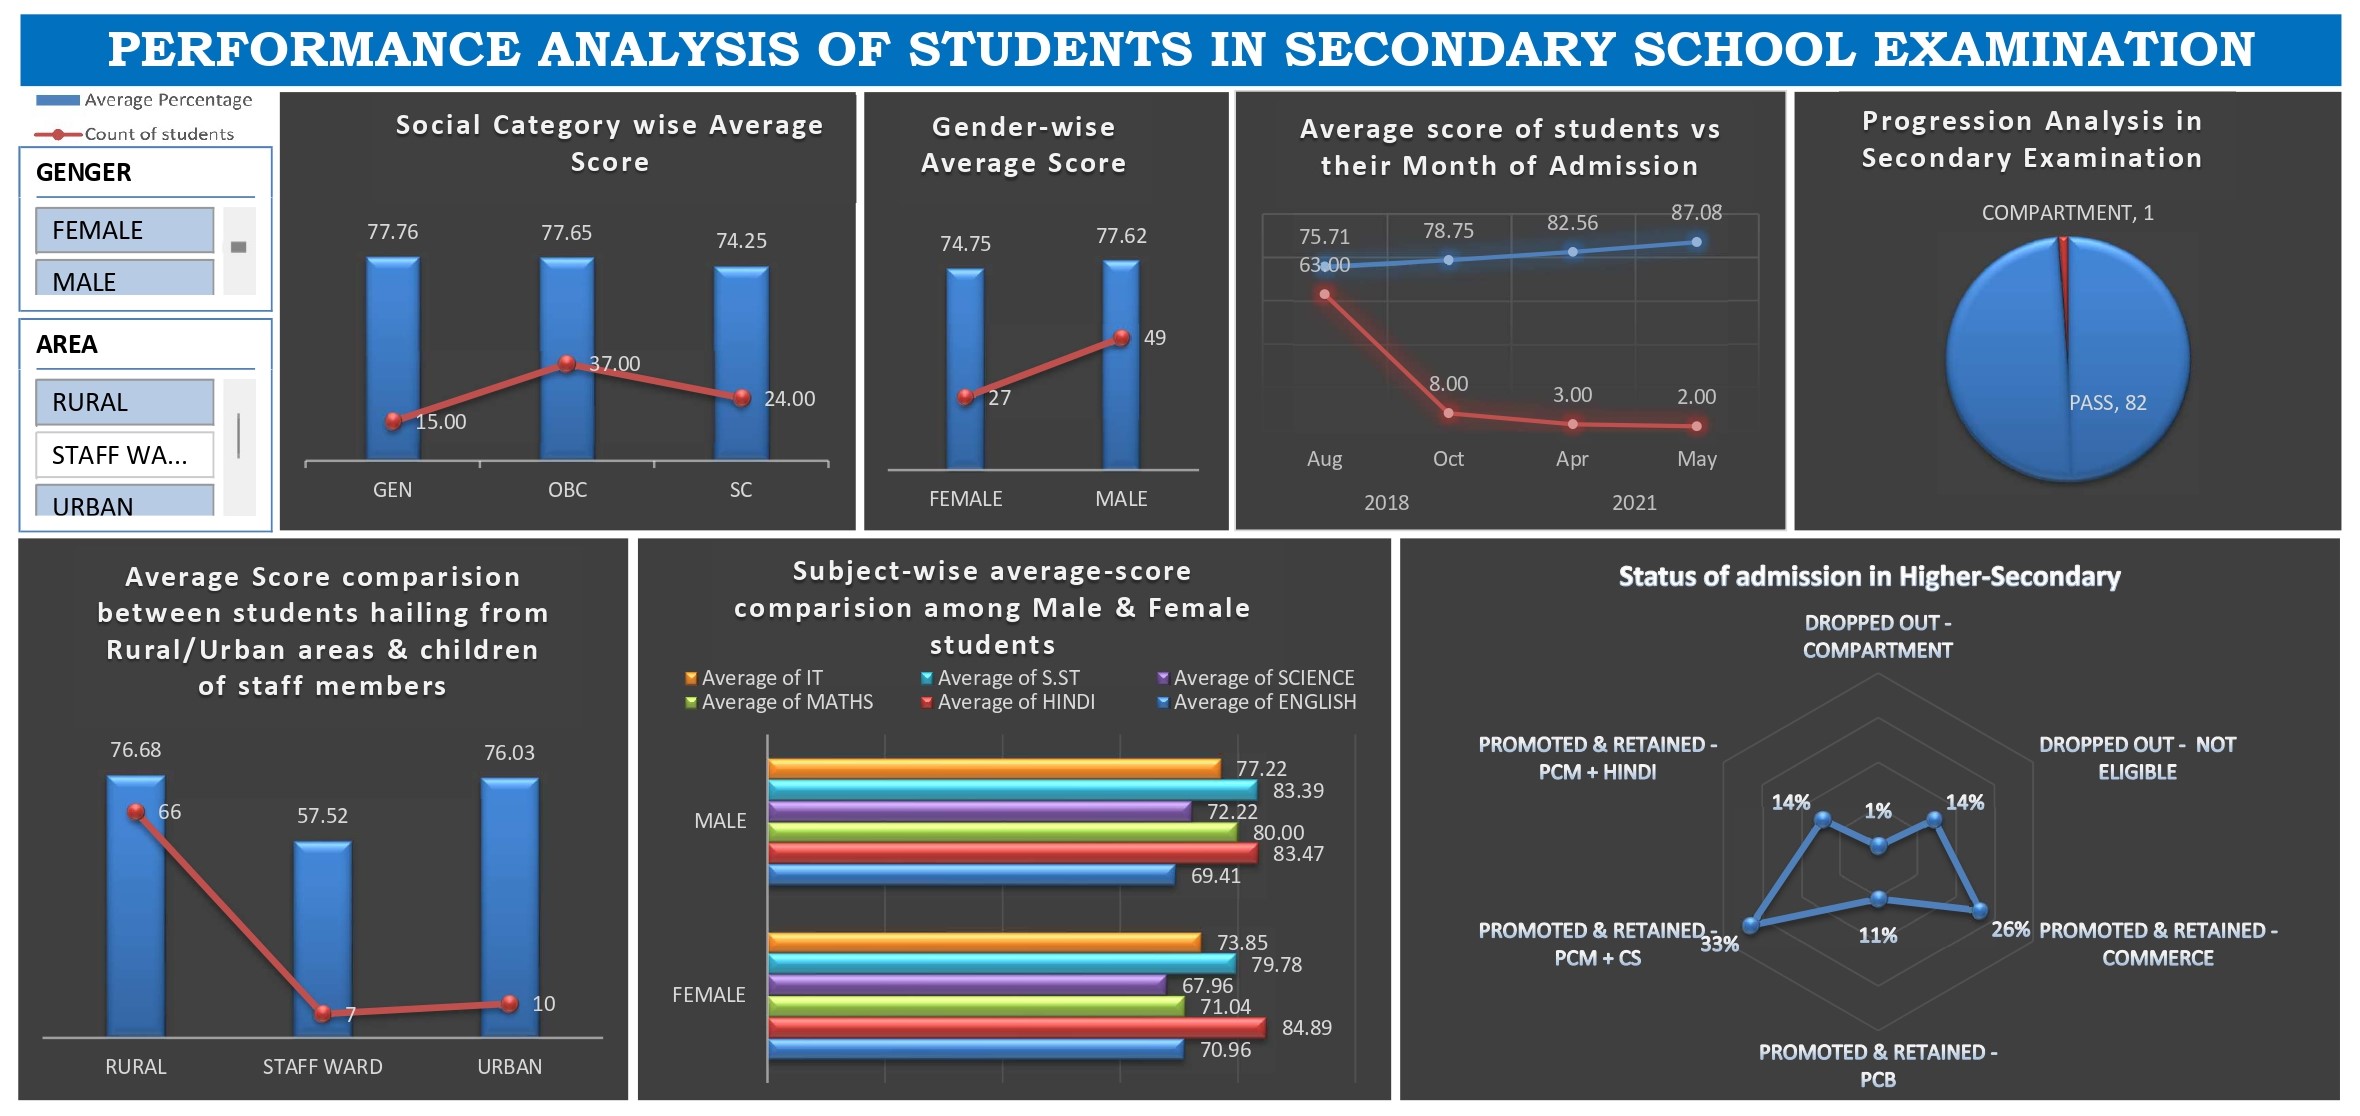 PERFORMANCE ANALYSIS OF STUDENTS IN SECONDARY SCHOOL EXAMINATION
Average Percentage
Count of students
GENGER
FEMALE
MALE
AREA
RURAL
STAFF WA...
URBAN
Social Category wise Average
Score
77.76
77.65
74.25
15.00
37.00
24.00
GEN
OBC
SC
Gender-wise
Average Score
74.75
77.62
27
49
FEMALE
MALE
Average score of students vs
their Month of Admission
75.71
78.75
82.56
87.08
63.00
8.00
3.00
2.00
Aug
Oct
Apr
May
2018
2021
Progression Analysis in
Secondary Examination
COMPARTMENT, 1
PASS, 82
Average Score comparision
between students hailing from
Rural/Urban areas & children
of staff members
76.68
57.52
76.03
66
7
10
RURAL
STAFF WARD
URBAN
Subject-wise average-score
comparision among Male & Female
students
Average of IT
Average of S.ST
Average of SCIENCE
Average of MATHS
Average of HINDI
Average of ENGLISH
MALE
77.22
83.39
72.22
80.00
83.47
69.41
FEMALE
73.85
79.78
67.96
71.04
84.89
70.96
Status of admission in Higher-Secondary
DROPPED OUT -
COMPARTMENT
PROMOTED & RETAINED -
PCM + HINDI
DROPPED OUT - NOT
ELIGIBLE
14%
1%
14%
PROMOTED & RETAINED -
PCM + CS
33%
11%
26%
PROMOTED & RETAINED -
COMMERCE
PROMOTED & RETAINED -
PCB